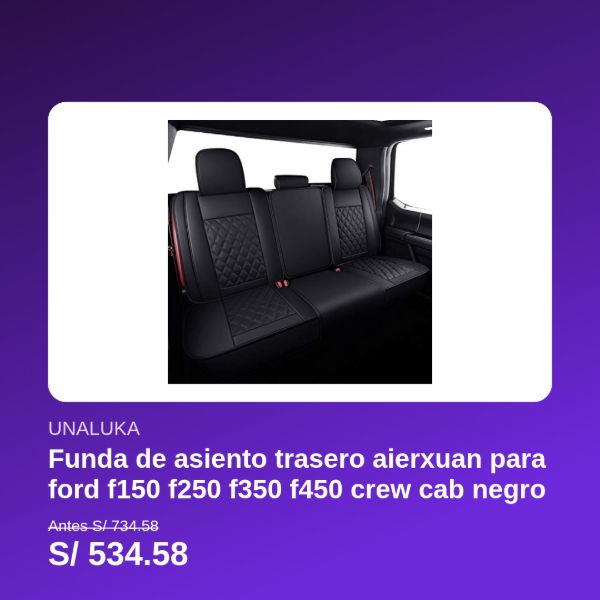 UNALUKA
Funda de asiento trasero aierxuan para
ford f150 f250 f350 f450 crew cab negro
Antes S/ 734.58
S/ 534.58